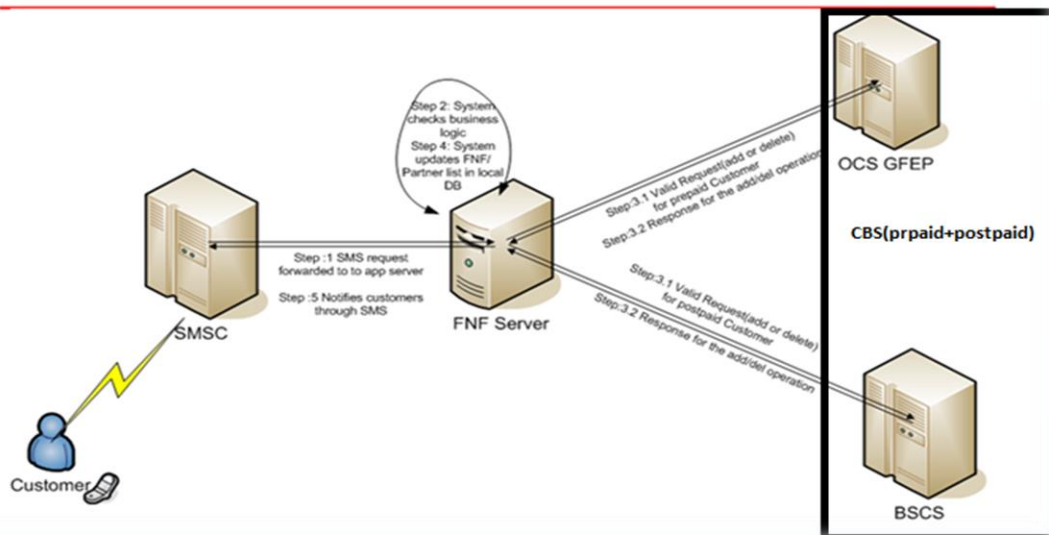 Step 2: System
checks business
logic
Step 4: System
updates FNF/
Partner list in local
DB
OCS GFEP
Step:3.1 Valid Request(add or delete)
for prepaid Customer
Step:3.2 Response for the add/del operation
CBS(prpaid+postpaid)
Step :1 SMS request
forwarded to to app server
Step :5 Notifies customers
through SMS
Step:3.1 Valid Request(add or delete)
for postpaid Customer
Step:3.2 Response for the add/del operation
SMSC
FNF Server
Customer
BSCS